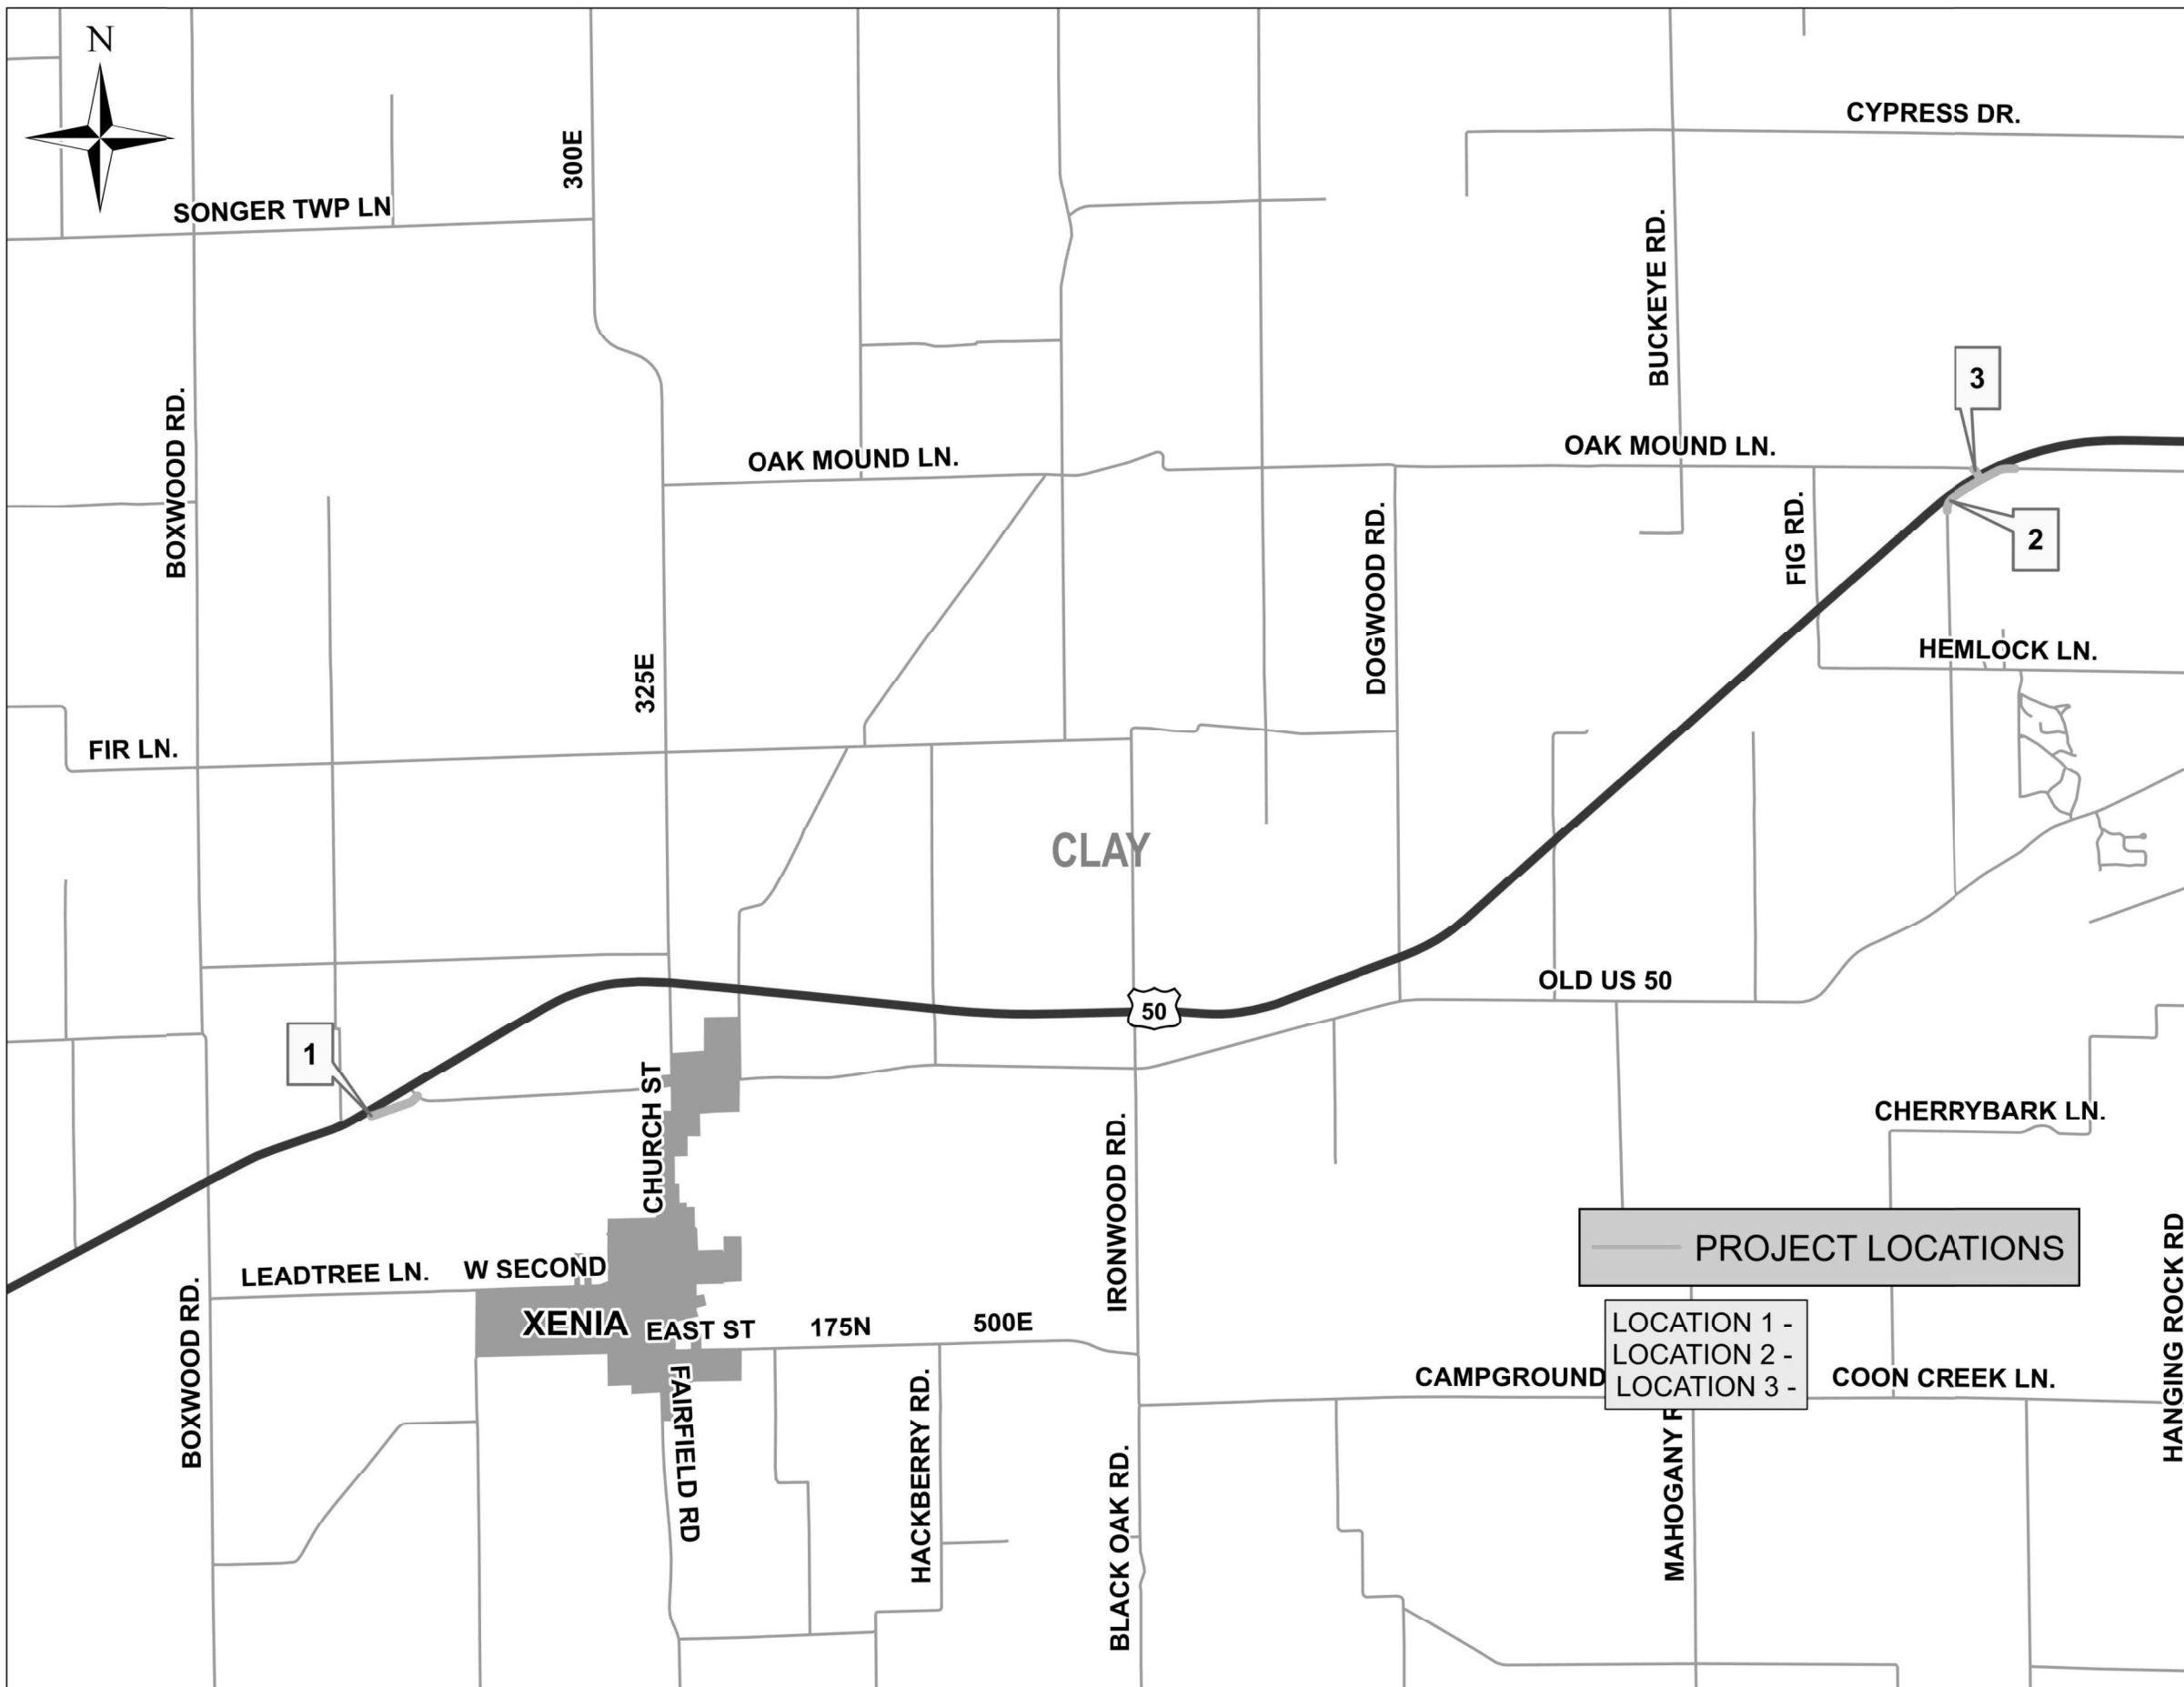 N
CYPRESS DR.
300E
SONGER TWP LN
BUCKEYE RD.
3
BOXWOOD RD.
OAK MOUND LN.
OAK MOUND LN.
FIG RD.
DOGWOOD RD.
2
HEMLOCK LN.
325E
FIR LN.
CLAY
OLD US 50
50
1
CHURCH ST
CHERRYBARK LN.
IRONWOOD RD.
PROJECT LOCATIONS
HANGING ROCK RD
LEADTREE LN.
W SECOND
BOXWOOD RD.
XENIA
EAST ST
175N
500E
LOCATION 1 -
LOCATION 2 -
LOCATION 3 -
CAMPGROUND
COON CREEK LN.
FAIRFIELD RD
HACKBERRY RD.
BLACK OAK RD.
MAHOGANY R